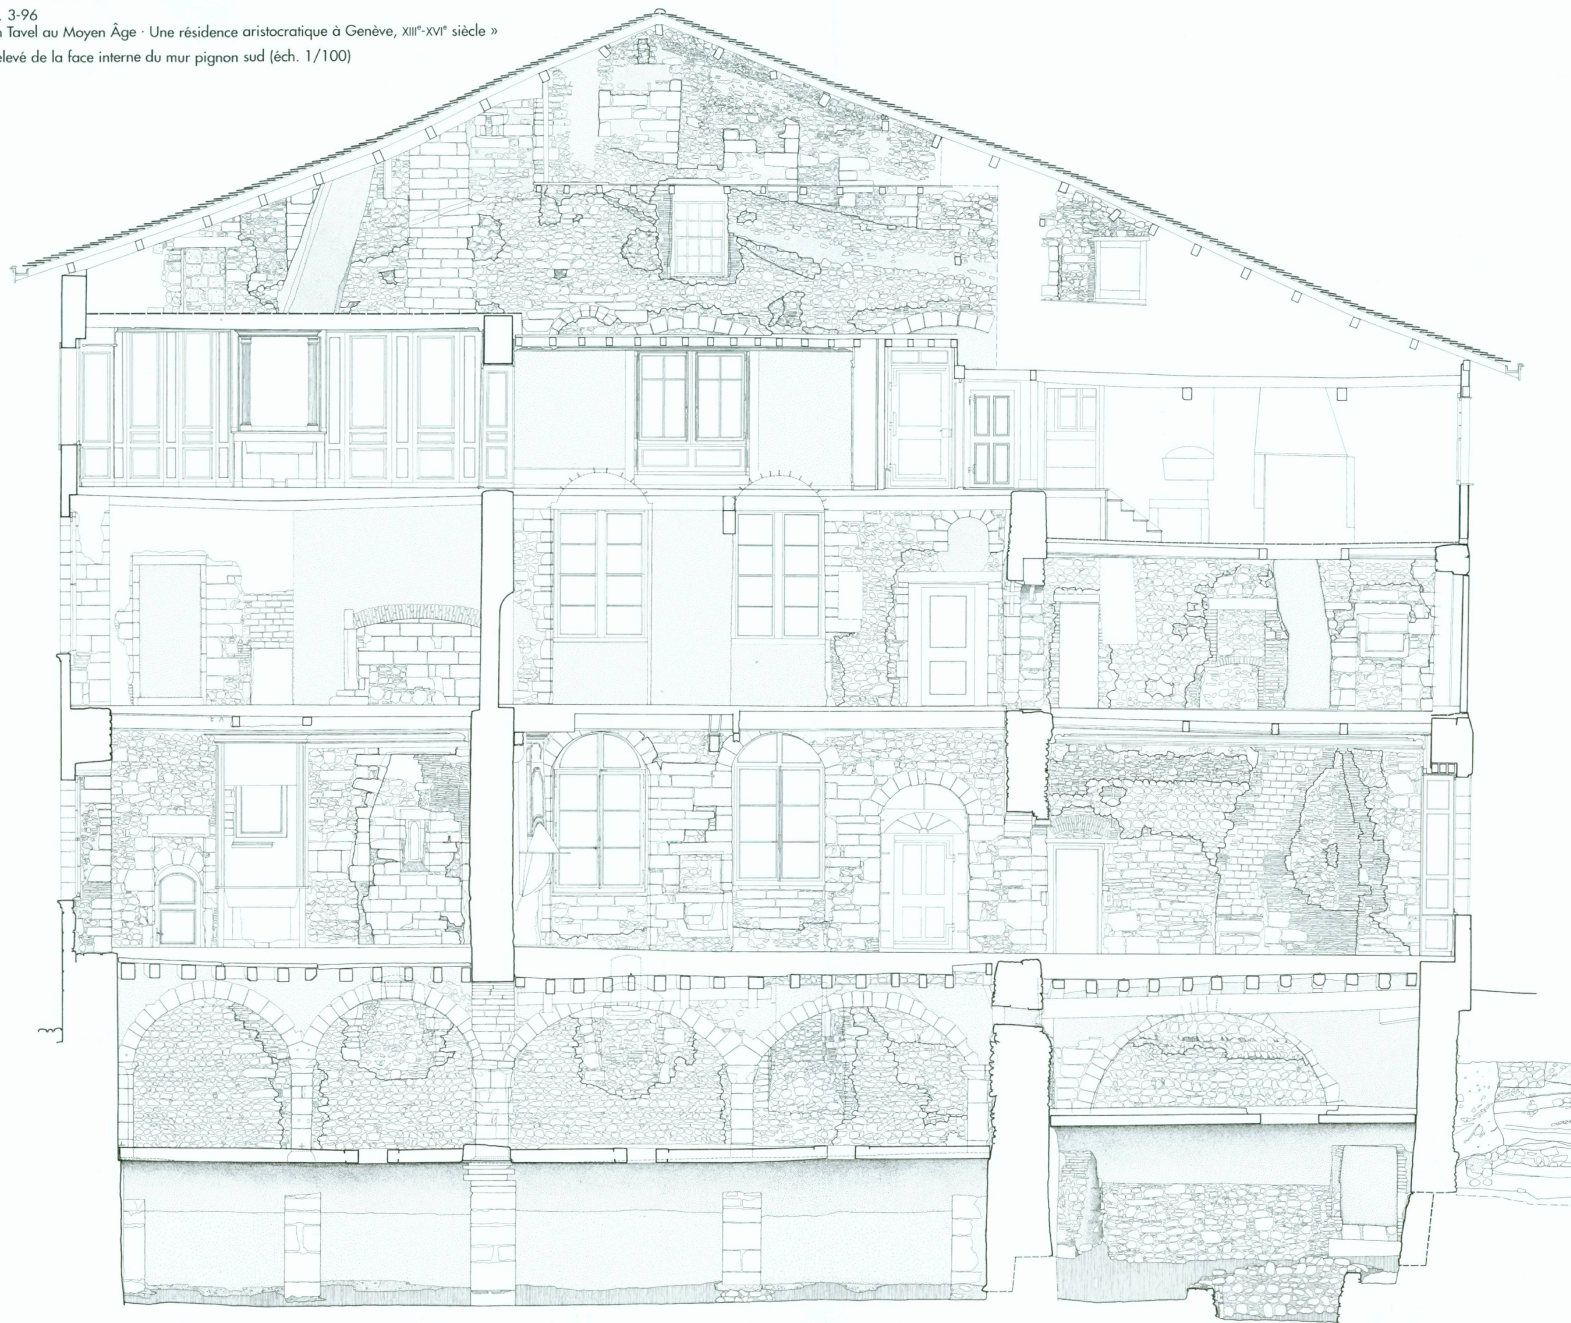 3-96
Tavel au Moyen Âge · Une résidence aristocratique à Genève, XIIIᵉ-XVIᵉ siècle »
de la face interne du mur pignon sud (éch. 1/100)